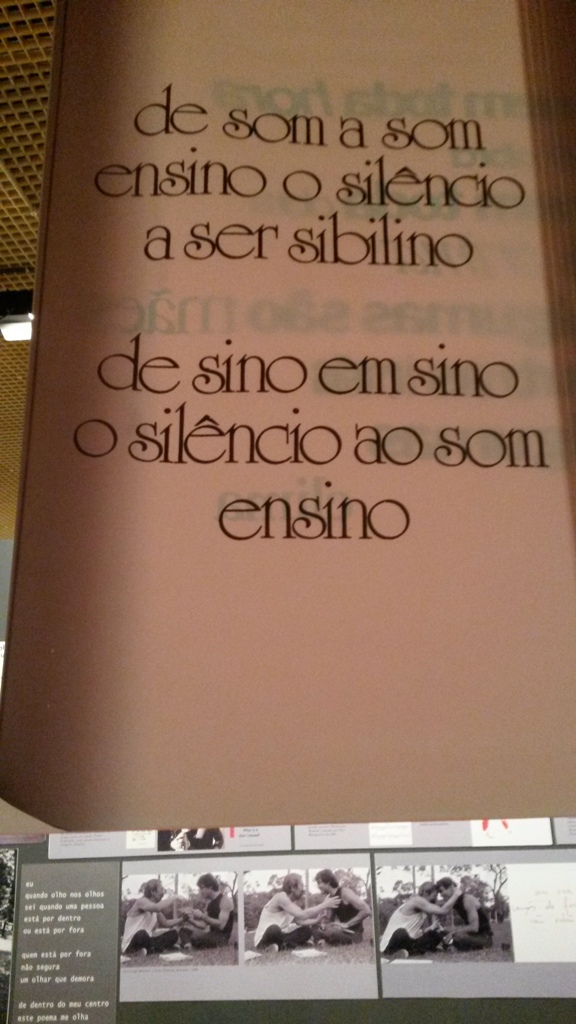 de som a som
ensino o silêncio
a ser sibilino
de sino em sino
o silêncio ao som
ensino
eu
quando olho nos olhos
sei quando uma pessoa
está por dentro
ou está por fora
quem está por fora
não segura
um olhar que demora
de dentro do meu centro
este poema me olha